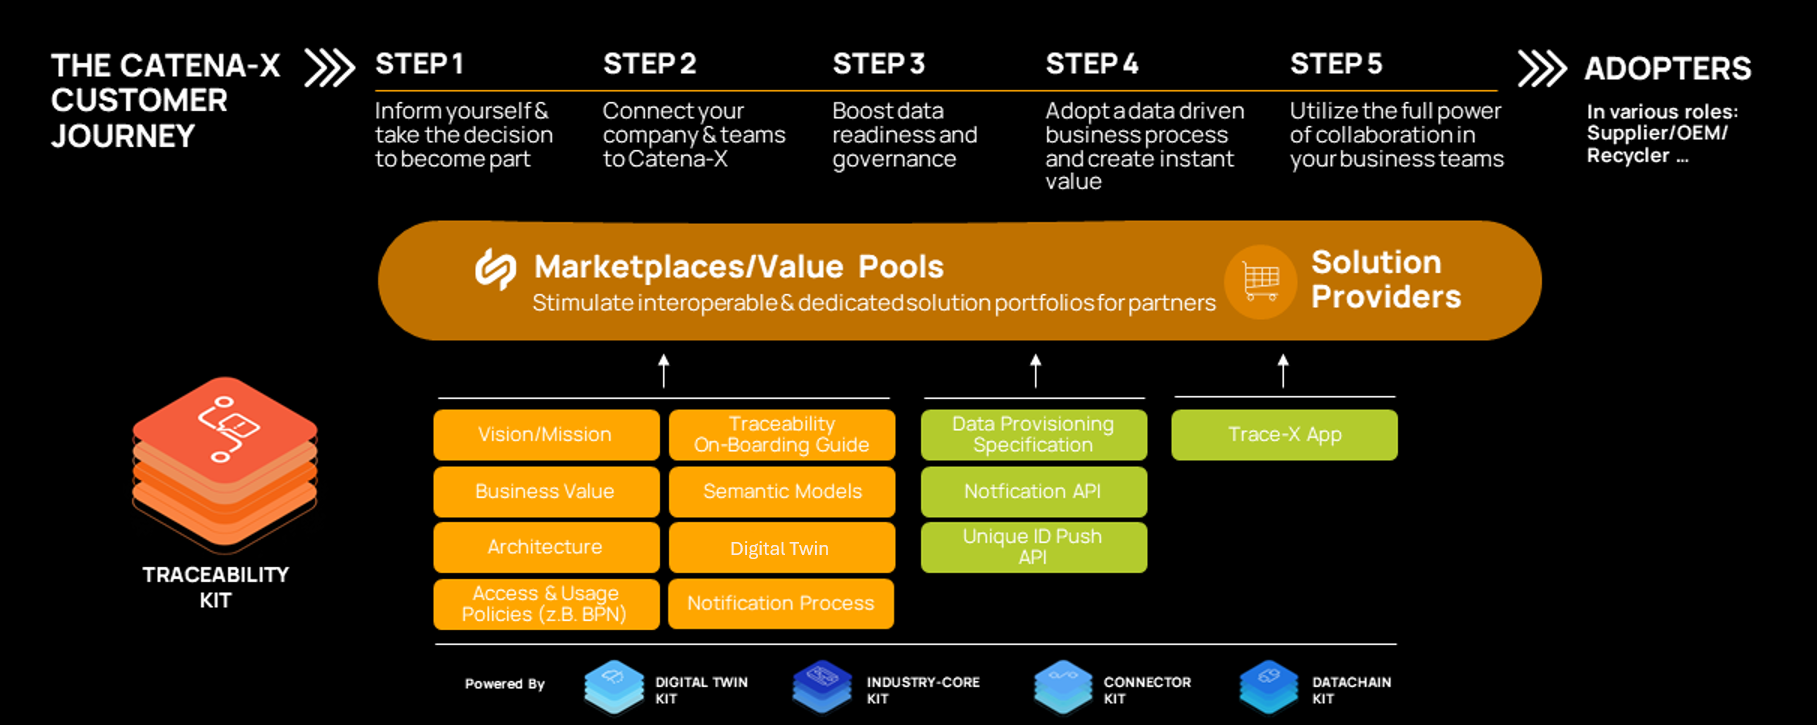 THE CATENA-X
CUSTOMER
JOURNEY
STEP 1
Inform yourself &
take the decision
to become part
STEP 2
Connect your
company & teams
to Catena-X
STEP 3
Boost data
readiness and
governance
STEP 4
Adopt a data driven
business process
and create instant
value
STEP 5
Utilize the full power
of collaboration in
your business teams
ADOPTERS
In various roles:
Supplier/OEM/
Recycler ...
Marketplaces/Value Pools
Stimulate interoperable & dedicated solution portfolios for partners
Solution
Providers
TRACEABILITY
KIT
Vision/Mission
Business Value
Architecture
Access & Usage
Policies (z.B. BPN)
Traceability
On-Boarding Guide
Semantic Models
Digital Twin
Notification Process
Data Provisioning
Specification
Notfication API
Unique ID Push
API
Trace-X App
Powered By
DIGITAL TWIN
KIT
INDUSTRY-CORE
KIT
CONNECTOR
KIT
DATACHAIN
KIT